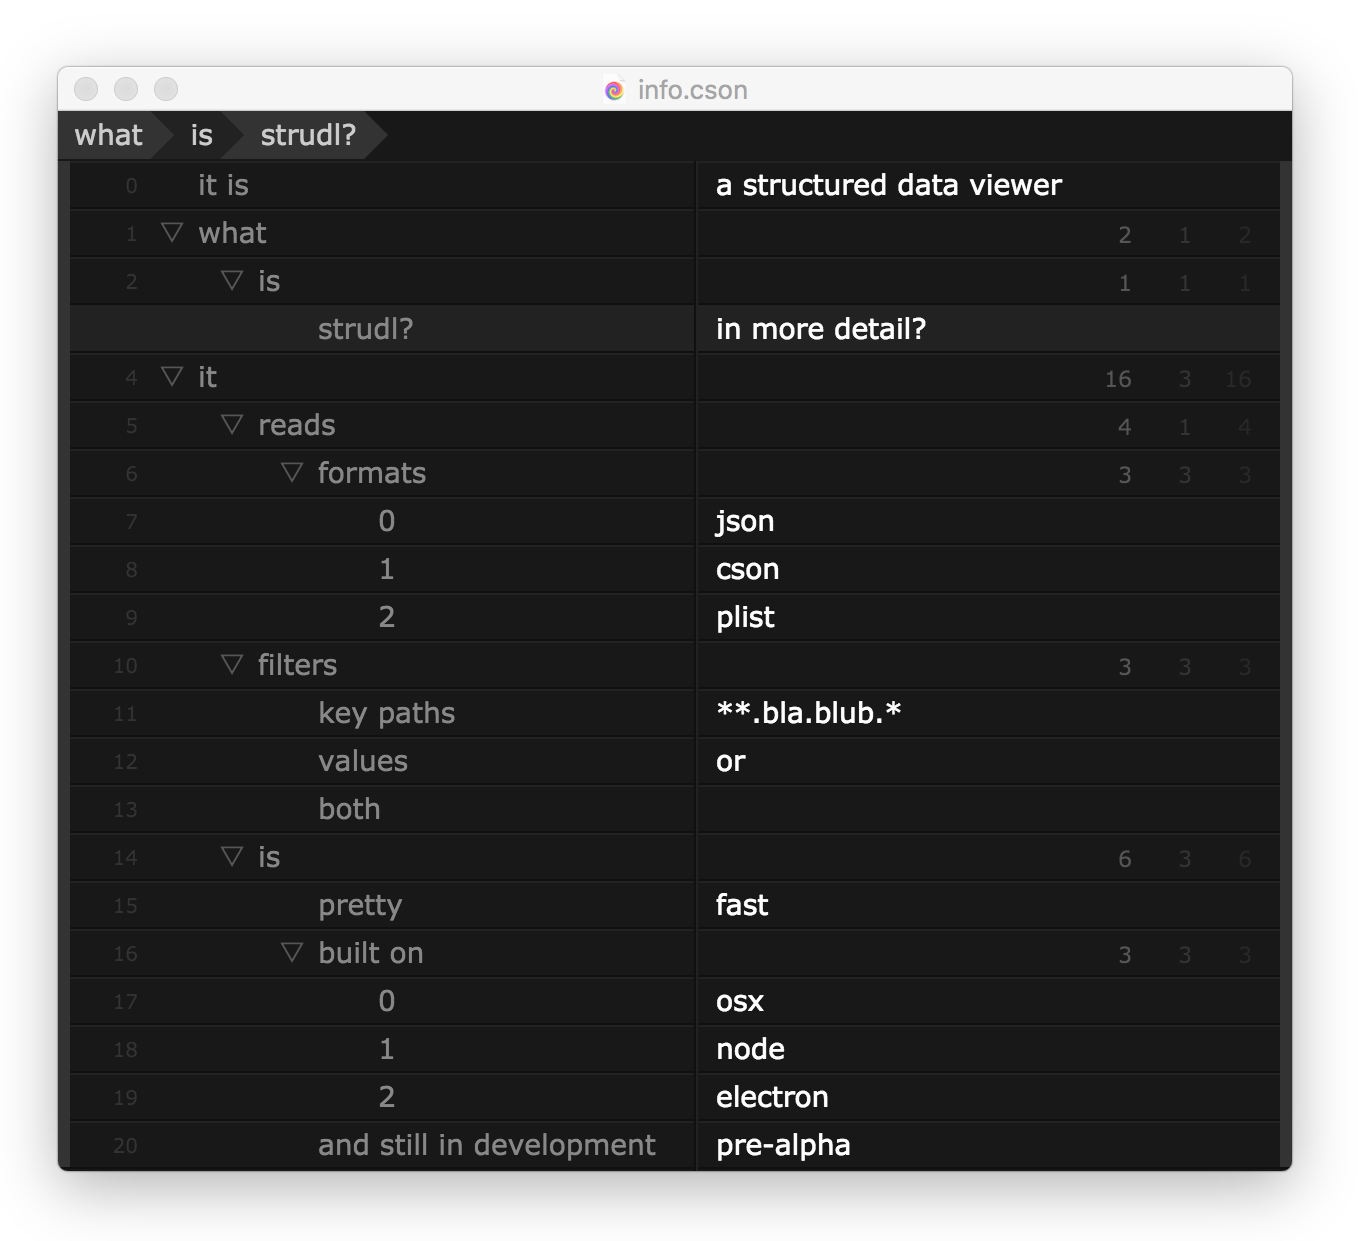 info.cson
what is strudl?
0 it is a structured data viewer
1 what 2 1 2
2 is 1 1 1
strudl? in more detail?
4 it 16 3 16
5 reads 4 1 4
6 formats 3 3 3
7 0 json
8 1 cson
9 2 plist
10 filters 3 3 3
11 key paths **.bla.blub.*
12 values or
13 both
14 is 6 3 6
15 pretty fast
16 built on 3 3 3
17 0 osx
18 1 node
19 2 electron
20 and still in development pre-alpha